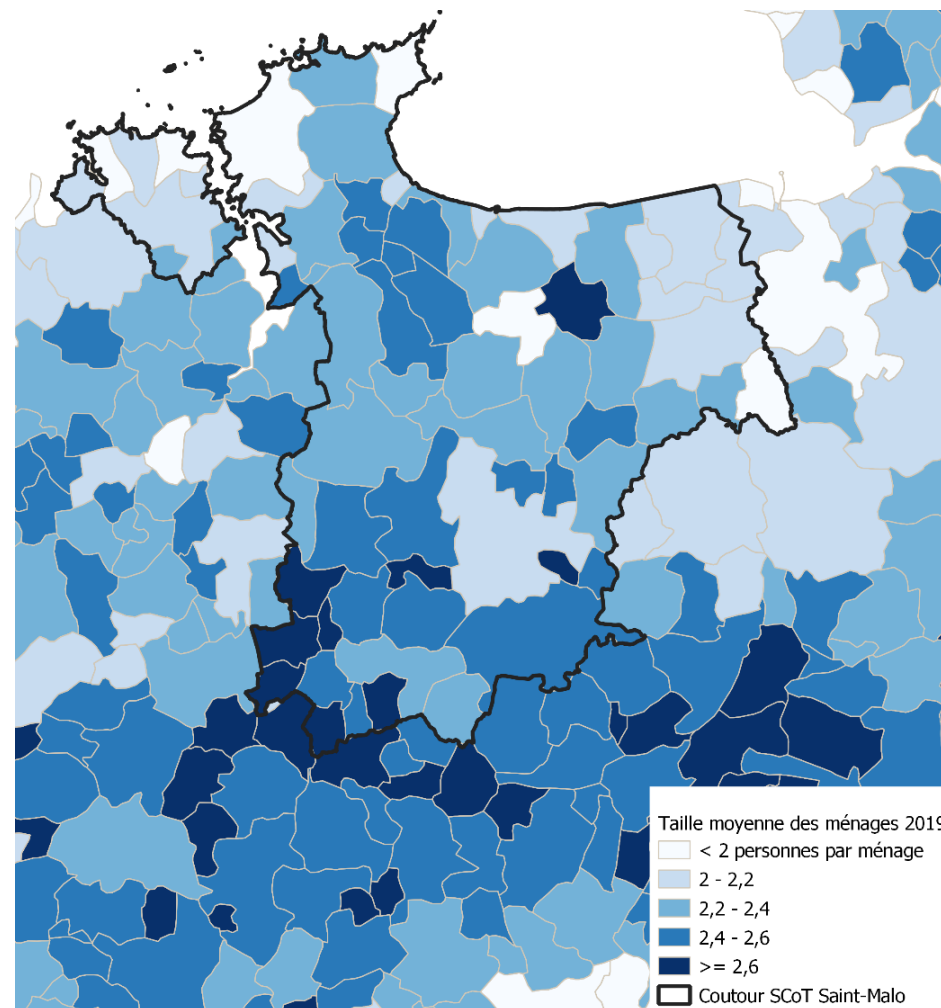 Taille moyenne des ménages 2019
< 2 personnes par ménage
2 - 2,2
2,2 - 2,4
2,4 - 2,6
>= 2,6
Coutour SCoT Saint-Malo